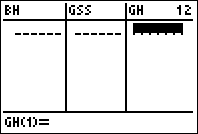 BH GSS GH 12
------ ------ ------
GH(1)=